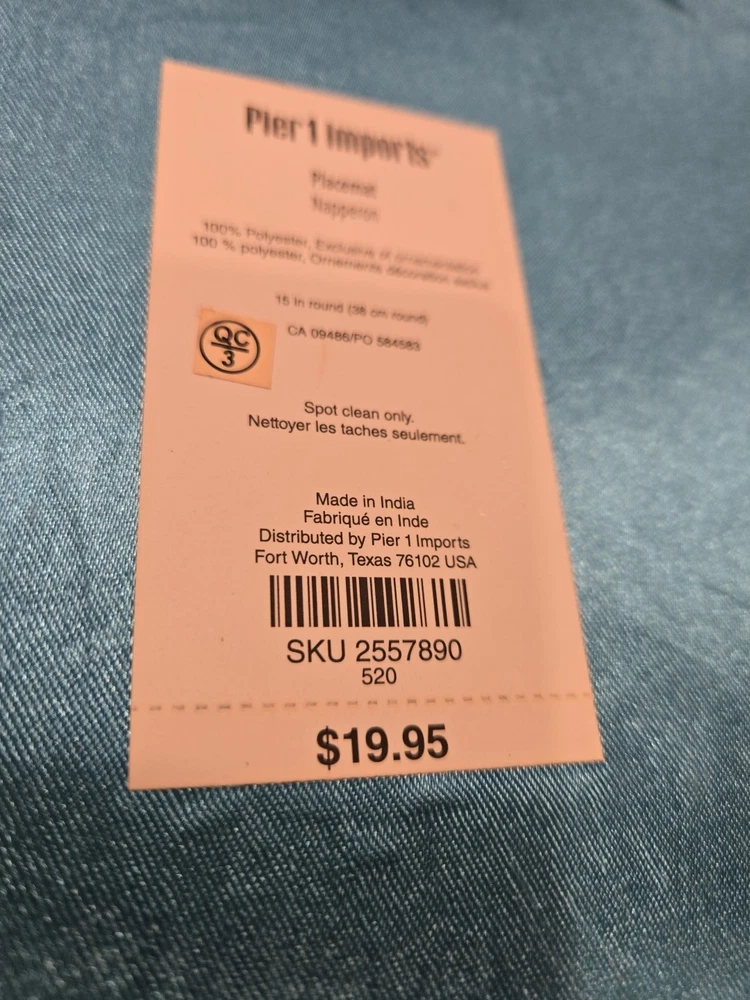 Pier 1 Imports
Placemat
Napperon
100% Polyester, Exclusive of ornamentation
100 % polyester, Ornements décoration exclus
15 in round (38 cm round)
QC
3
CA 09486/PO 584583
Spot clean only.
Nettoyer les taches seulement.
Made in India
Fabriqué en Inde
Distributed by Pier 1 Imports
Fort Worth, Texas 76102 USA
SKU 2557890
520
$19.95